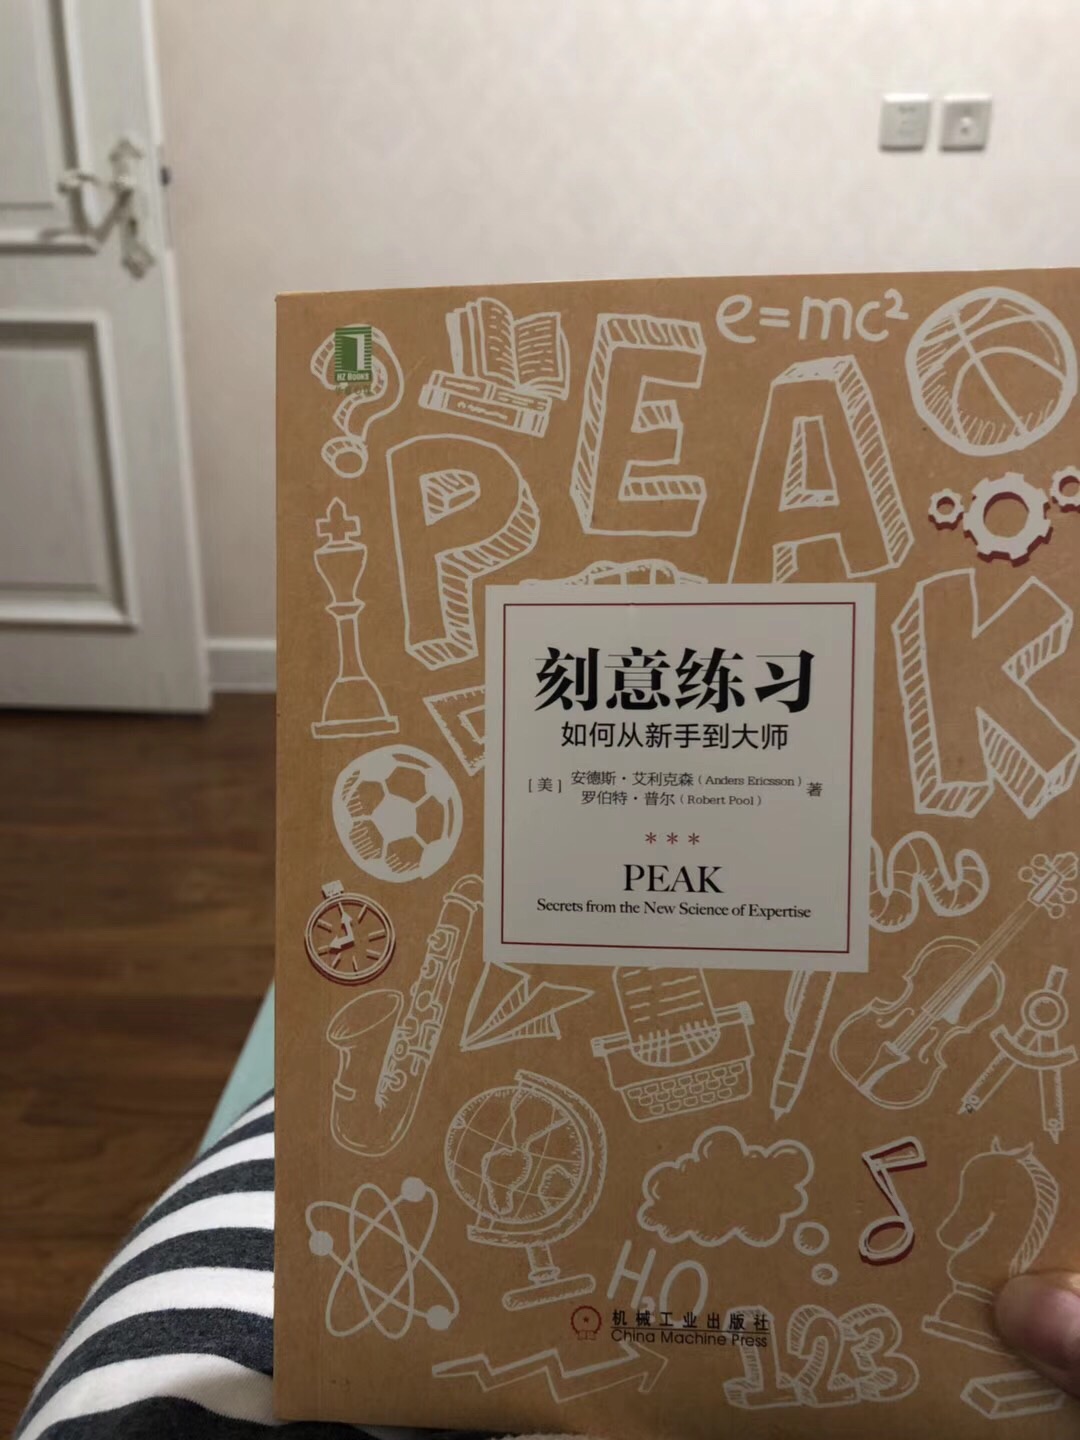 e=mc²
PEAK
HZ BOOKS
刻意练习
如何从新手到大师
[美] 安德斯·艾利克森（Anders Ericsson）
罗伯特·普尔（Robert Pool） 著
***
PEAK
Secrets from the New Science of Expertise
H₂O
机械工业出版社
China Machine Press
123